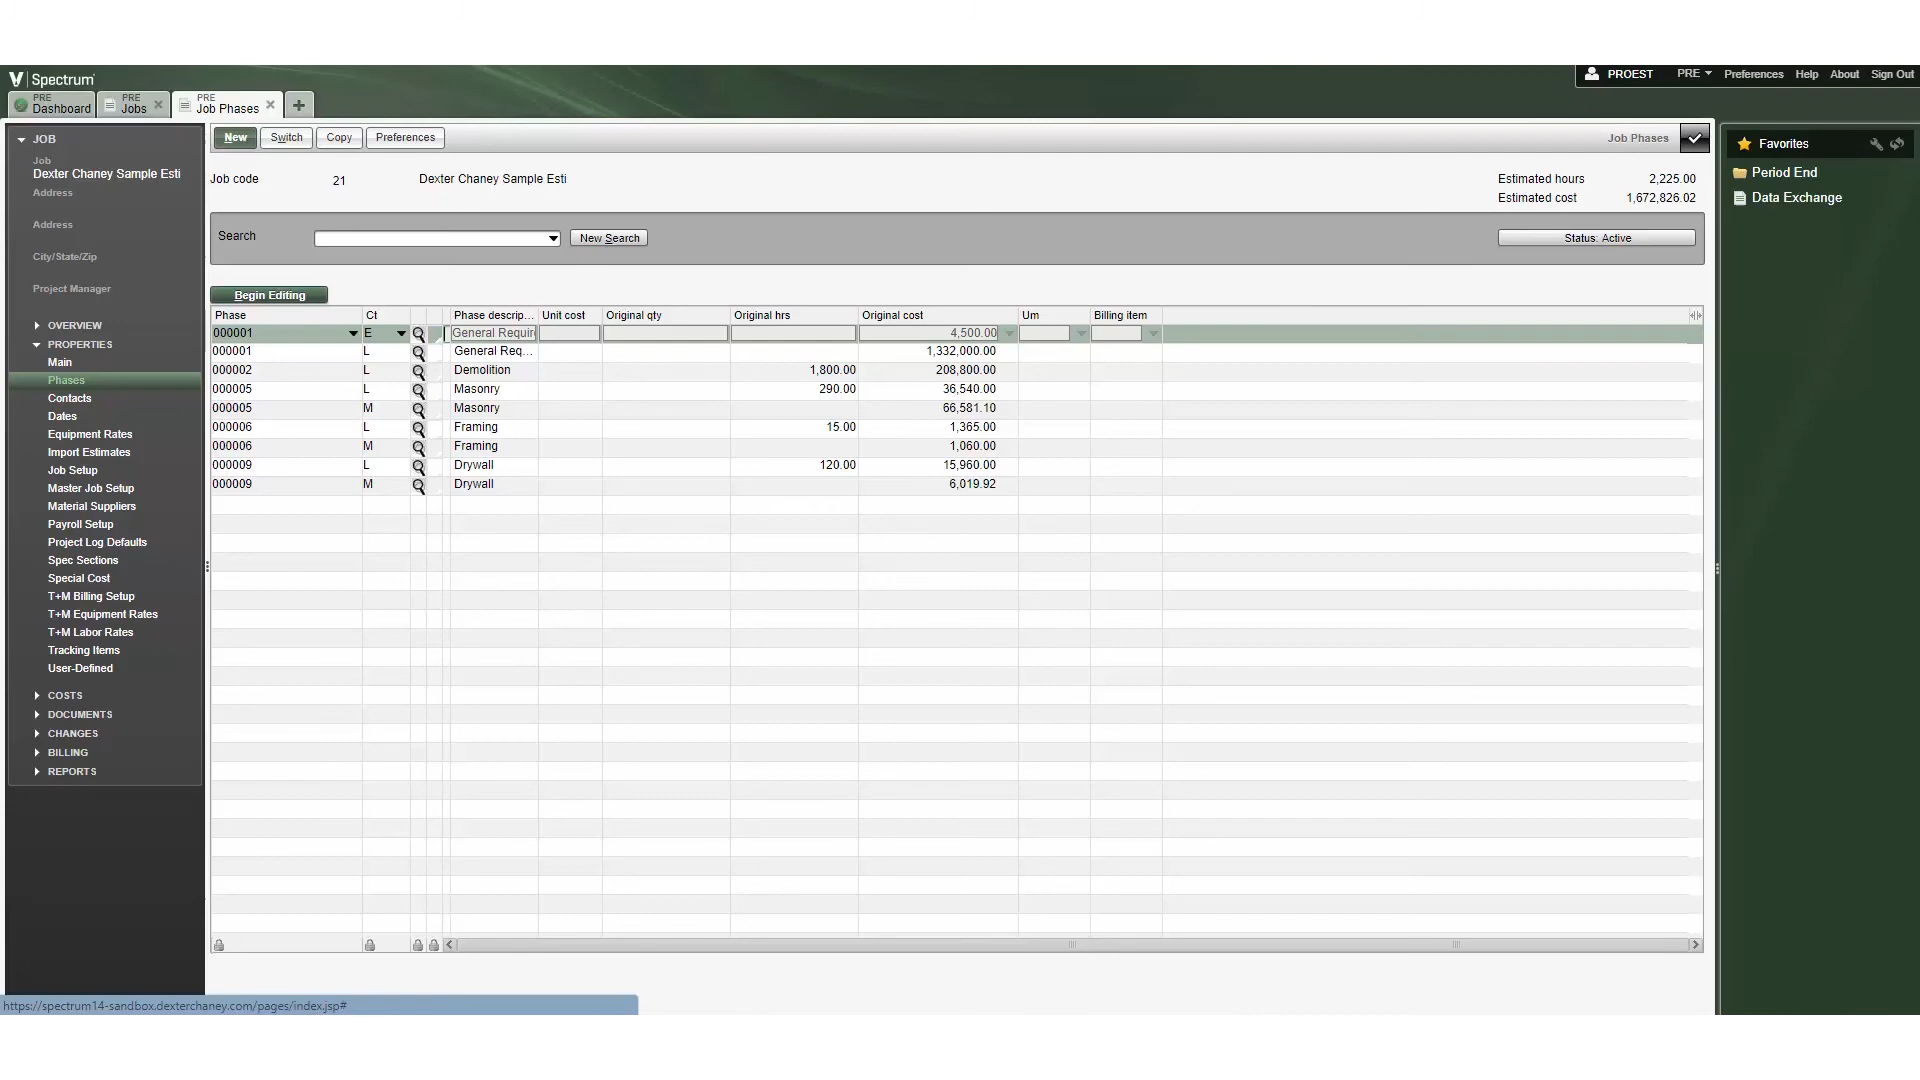 Spectrum
PROEST PRE Preferences Help About Sign Out
PRE
Dashboard
PRE
Jobs
PRE
Job Phases
JOB
Job
Dexter Chaney Sample Esti
Address
Address
City/State/Zip
Project Manager
OVERVIEW
PROPERTIES
Main
Phases
Contacts
Dates
Equipment Rates
Import Estimates
Job Setup
Master Job Setup
Material Suppliers
Payroll Setup
Project Log Defaults
Spec Sections
Special Cost
T+M Billing Setup
T+M Equipment Rates
T+M Labor Rates
Tracking Items
User-Defined
COSTS
DOCUMENTS
CHANGES
BILLING
REPORTS
New Switch Copy Preferences Job Phases
Job code 21 Dexter Chaney Sample Esti Estimated hours 2,225.00
Estimated cost 1,672,826.02
Search New Search Status: Active
Begin Editing
Phase Ct Phase descrip... Unit cost Original qty Original hrs Original cost Um Billing item
000001 E General Requir 4,500.00
000001 L General Req... 1,332,000.00
000002 L Demolition 1,800.00 208,800.00
000005 L Masonry 290.00 36,540.00
000005 M Masonry 66,581.10
000006 L Framing 15.00 1,365.00
000006 M Framing 1,060.00
000009 L Drywall 120.00 15,960.00
000009 M Drywall 6,019.92
Favorites
Period End
Data Exchange
https://spectrum14-sandbox.dexterchaney.com/pages/index.jsp#